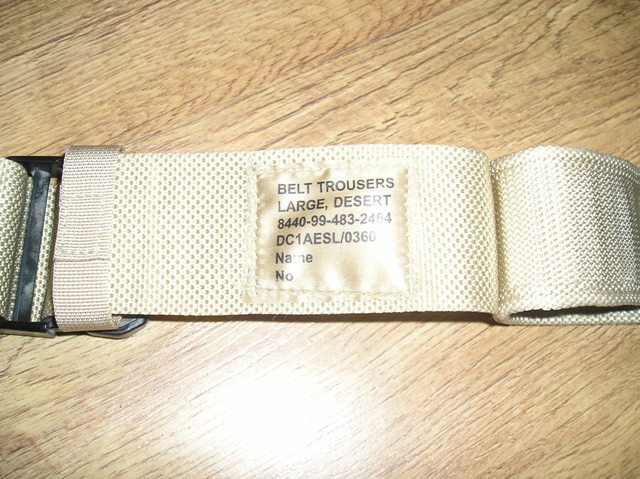 BELT TROUSERS
LARGE, DESERT
8440-99-483-2464
DC1AESL/0360
Name
No